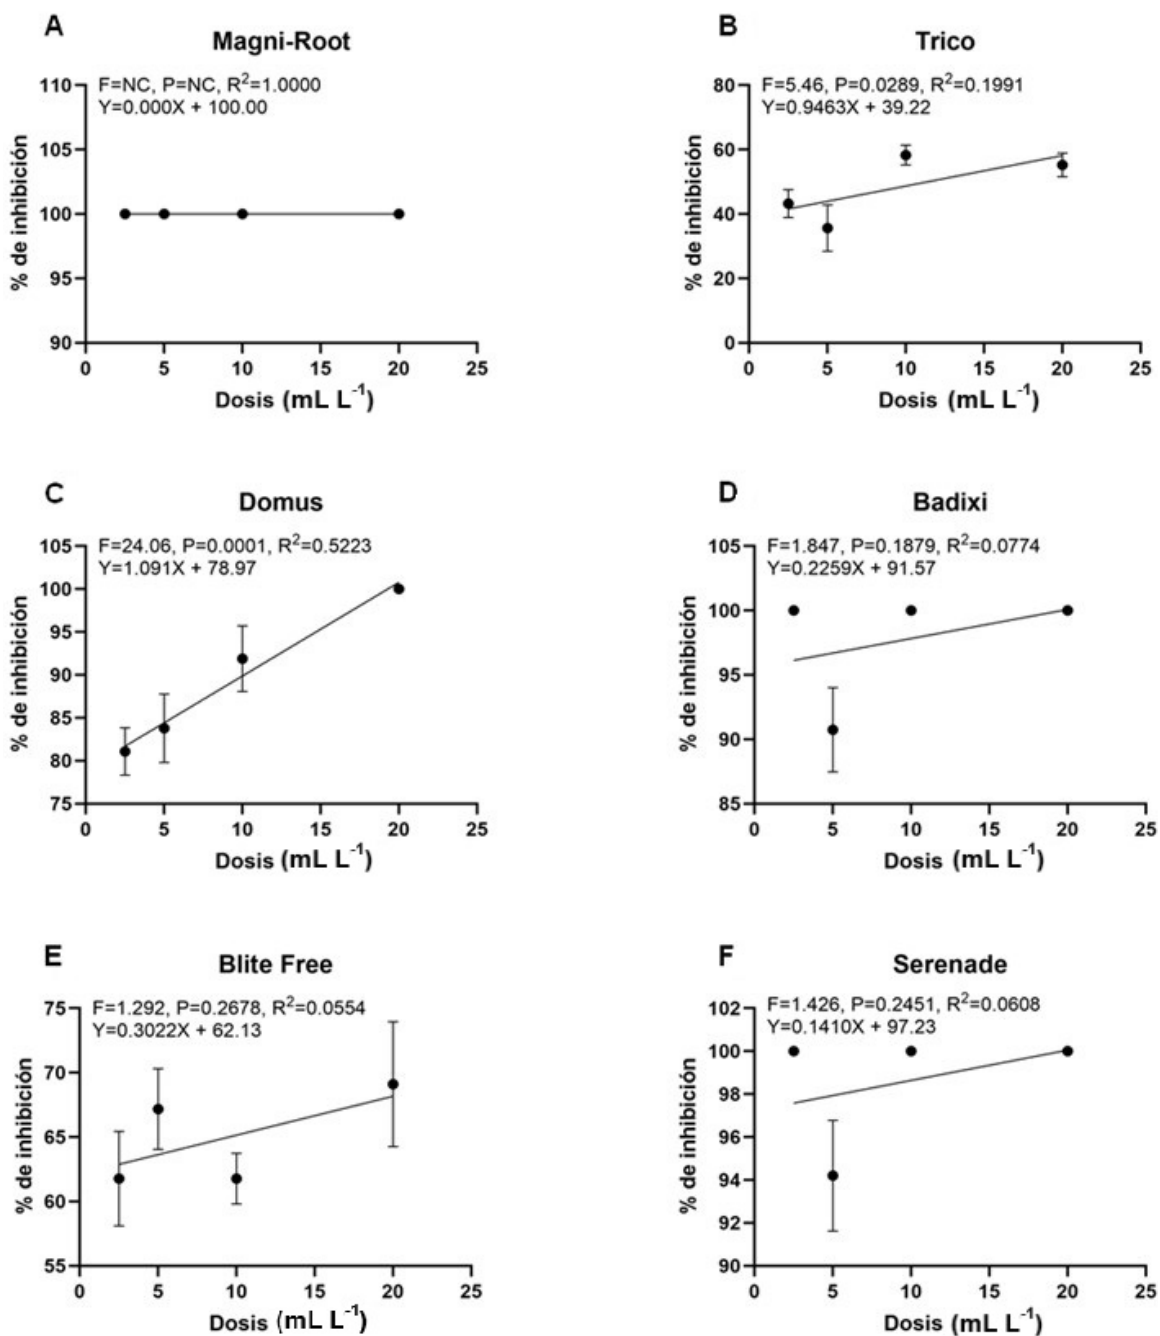 A
Magni-Root
F=NC, P=NC, R²=1.0000
Y=0.000X + 100.00
% de inhibición
110
105
100
95
90
0 5 10 15 20 25
Dosis (mL L⁻¹)
B
Trico
F=5.46, P=0.0289, R²=0.1991
Y=0.9463X + 39.22
% de inhibición
80
60
40
20
0
0 5 10 15 20 25
Dosis (mL L⁻¹)
C
Domus
F=24.06, P=0.0001, R²=0.5223
Y=1.091X + 78.97
% de inhibición
105
100
95
90
85
80
75
0 5 10 15 20 25
Dosis (mL L⁻¹)
D
Badixi
F=1.847, P=0.1879, R²=0.0774
Y=0.2259X + 91.57
% de inhibición
105
100
95
90
85
0 5 10 15 20 25
Dosis (mL L⁻¹)
E
Blite Free
F=1.292, P=0.2678, R²=0.0554
Y=0.3022X + 62.13
% de inhibición
75
70
65
60
55
0 5 10 15 20 25
Dosis (mL L⁻¹)
F
Serenade
F=1.426, P=0.2451, R²=0.0608
Y=0.1410X + 97.23
% de inhibición
102
100
98
96
94
92
90
0 5 10 15 20 25
Dosis (mL L⁻¹)